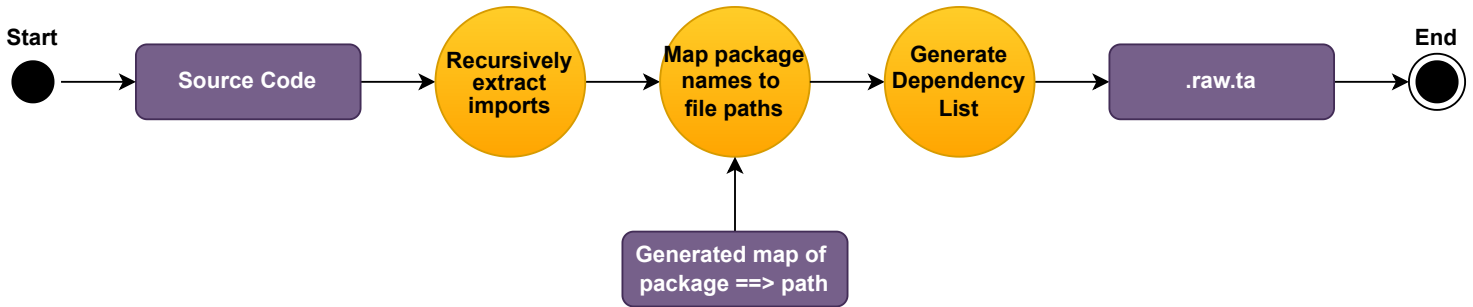 Start
Source Code
Recursively
extract
imports
Map package
names to
file paths
Generate
Dependency
List
.raw.ta
End
Generated map of
package ==> path